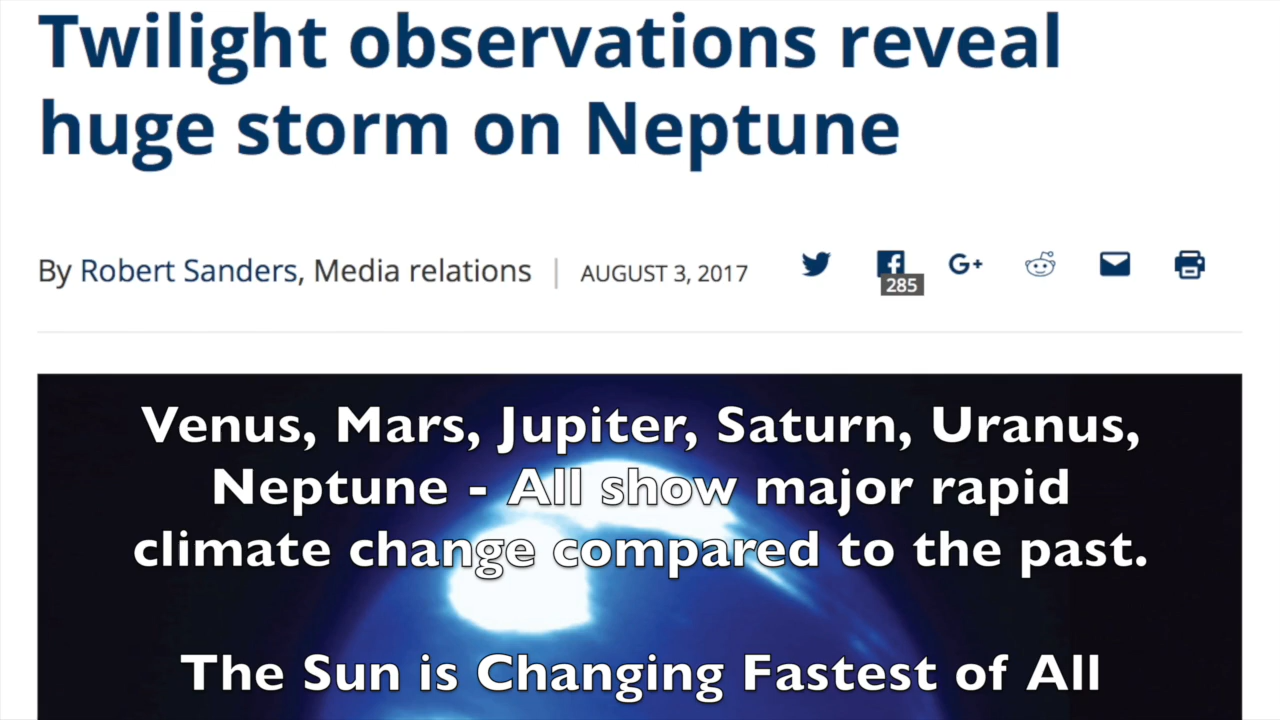 Twilight observations reveal
huge storm on Neptune
By Robert Sanders, Media relations | AUGUST 3, 2017
G+
285
Venus, Mars, Jupiter, Saturn, Uranus,
Neptune - All show major rapid
climate change compared to the past.
The Sun is Changing Fastest of All